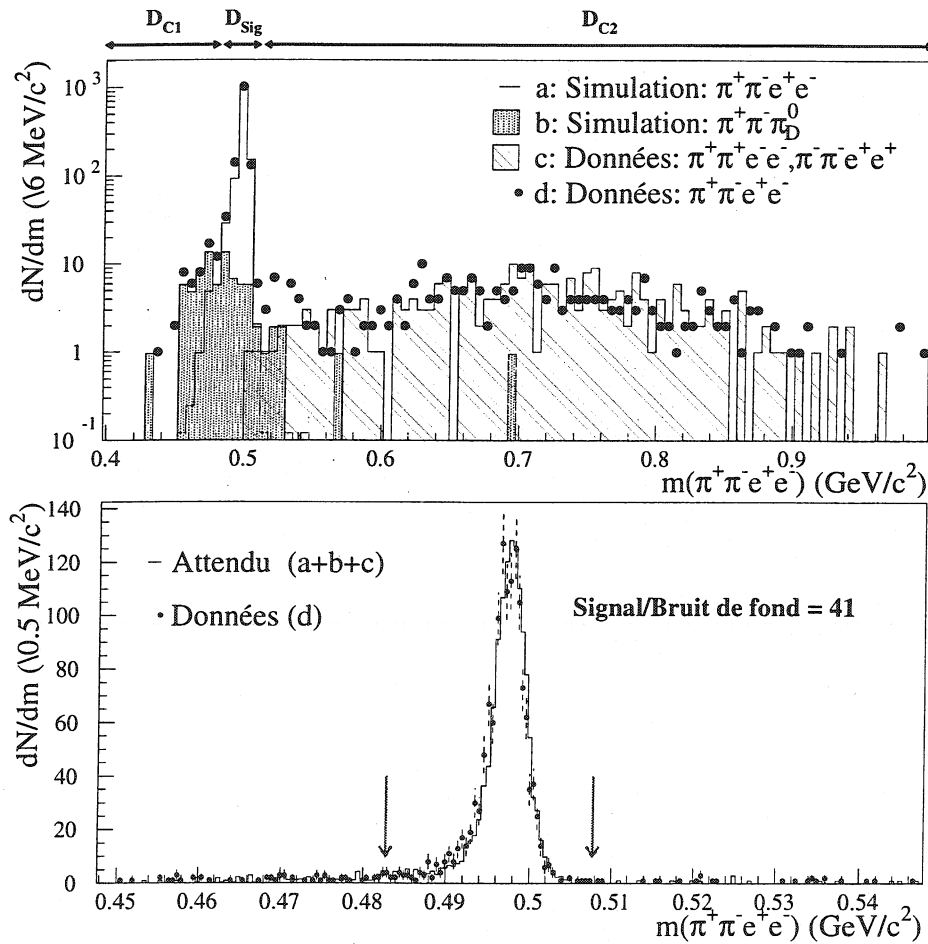 D_C1 D_Sig D_C2
dN/dm (\6 MeV/c²)
10³
10²
10
1
10⁻¹
a: Simulation: π⁺π⁻e⁺e⁻
b: Simulation: π⁺π⁻π⁰_D
c: Données: π⁺π⁺e⁻e⁻,π⁻π⁻e⁺e⁺
d: Données: π⁺π⁻e⁺e⁻
0.4 0.5 0.6 0.7 0.8 0.9
m(π⁺π⁻e⁺e⁻) (GeV/c²)
dN/dm (\0.5 MeV/c²)
140
120
100
80
60
40
20
0
Attendu (a+b+c)
Données (d)
Signal/Bruit de fond = 41
0.45 0.46 0.47 0.48 0.49 0.5 0.51 0.52 0.53 0.54
m(π⁺π⁻e⁺e⁻) (GeV/c²)